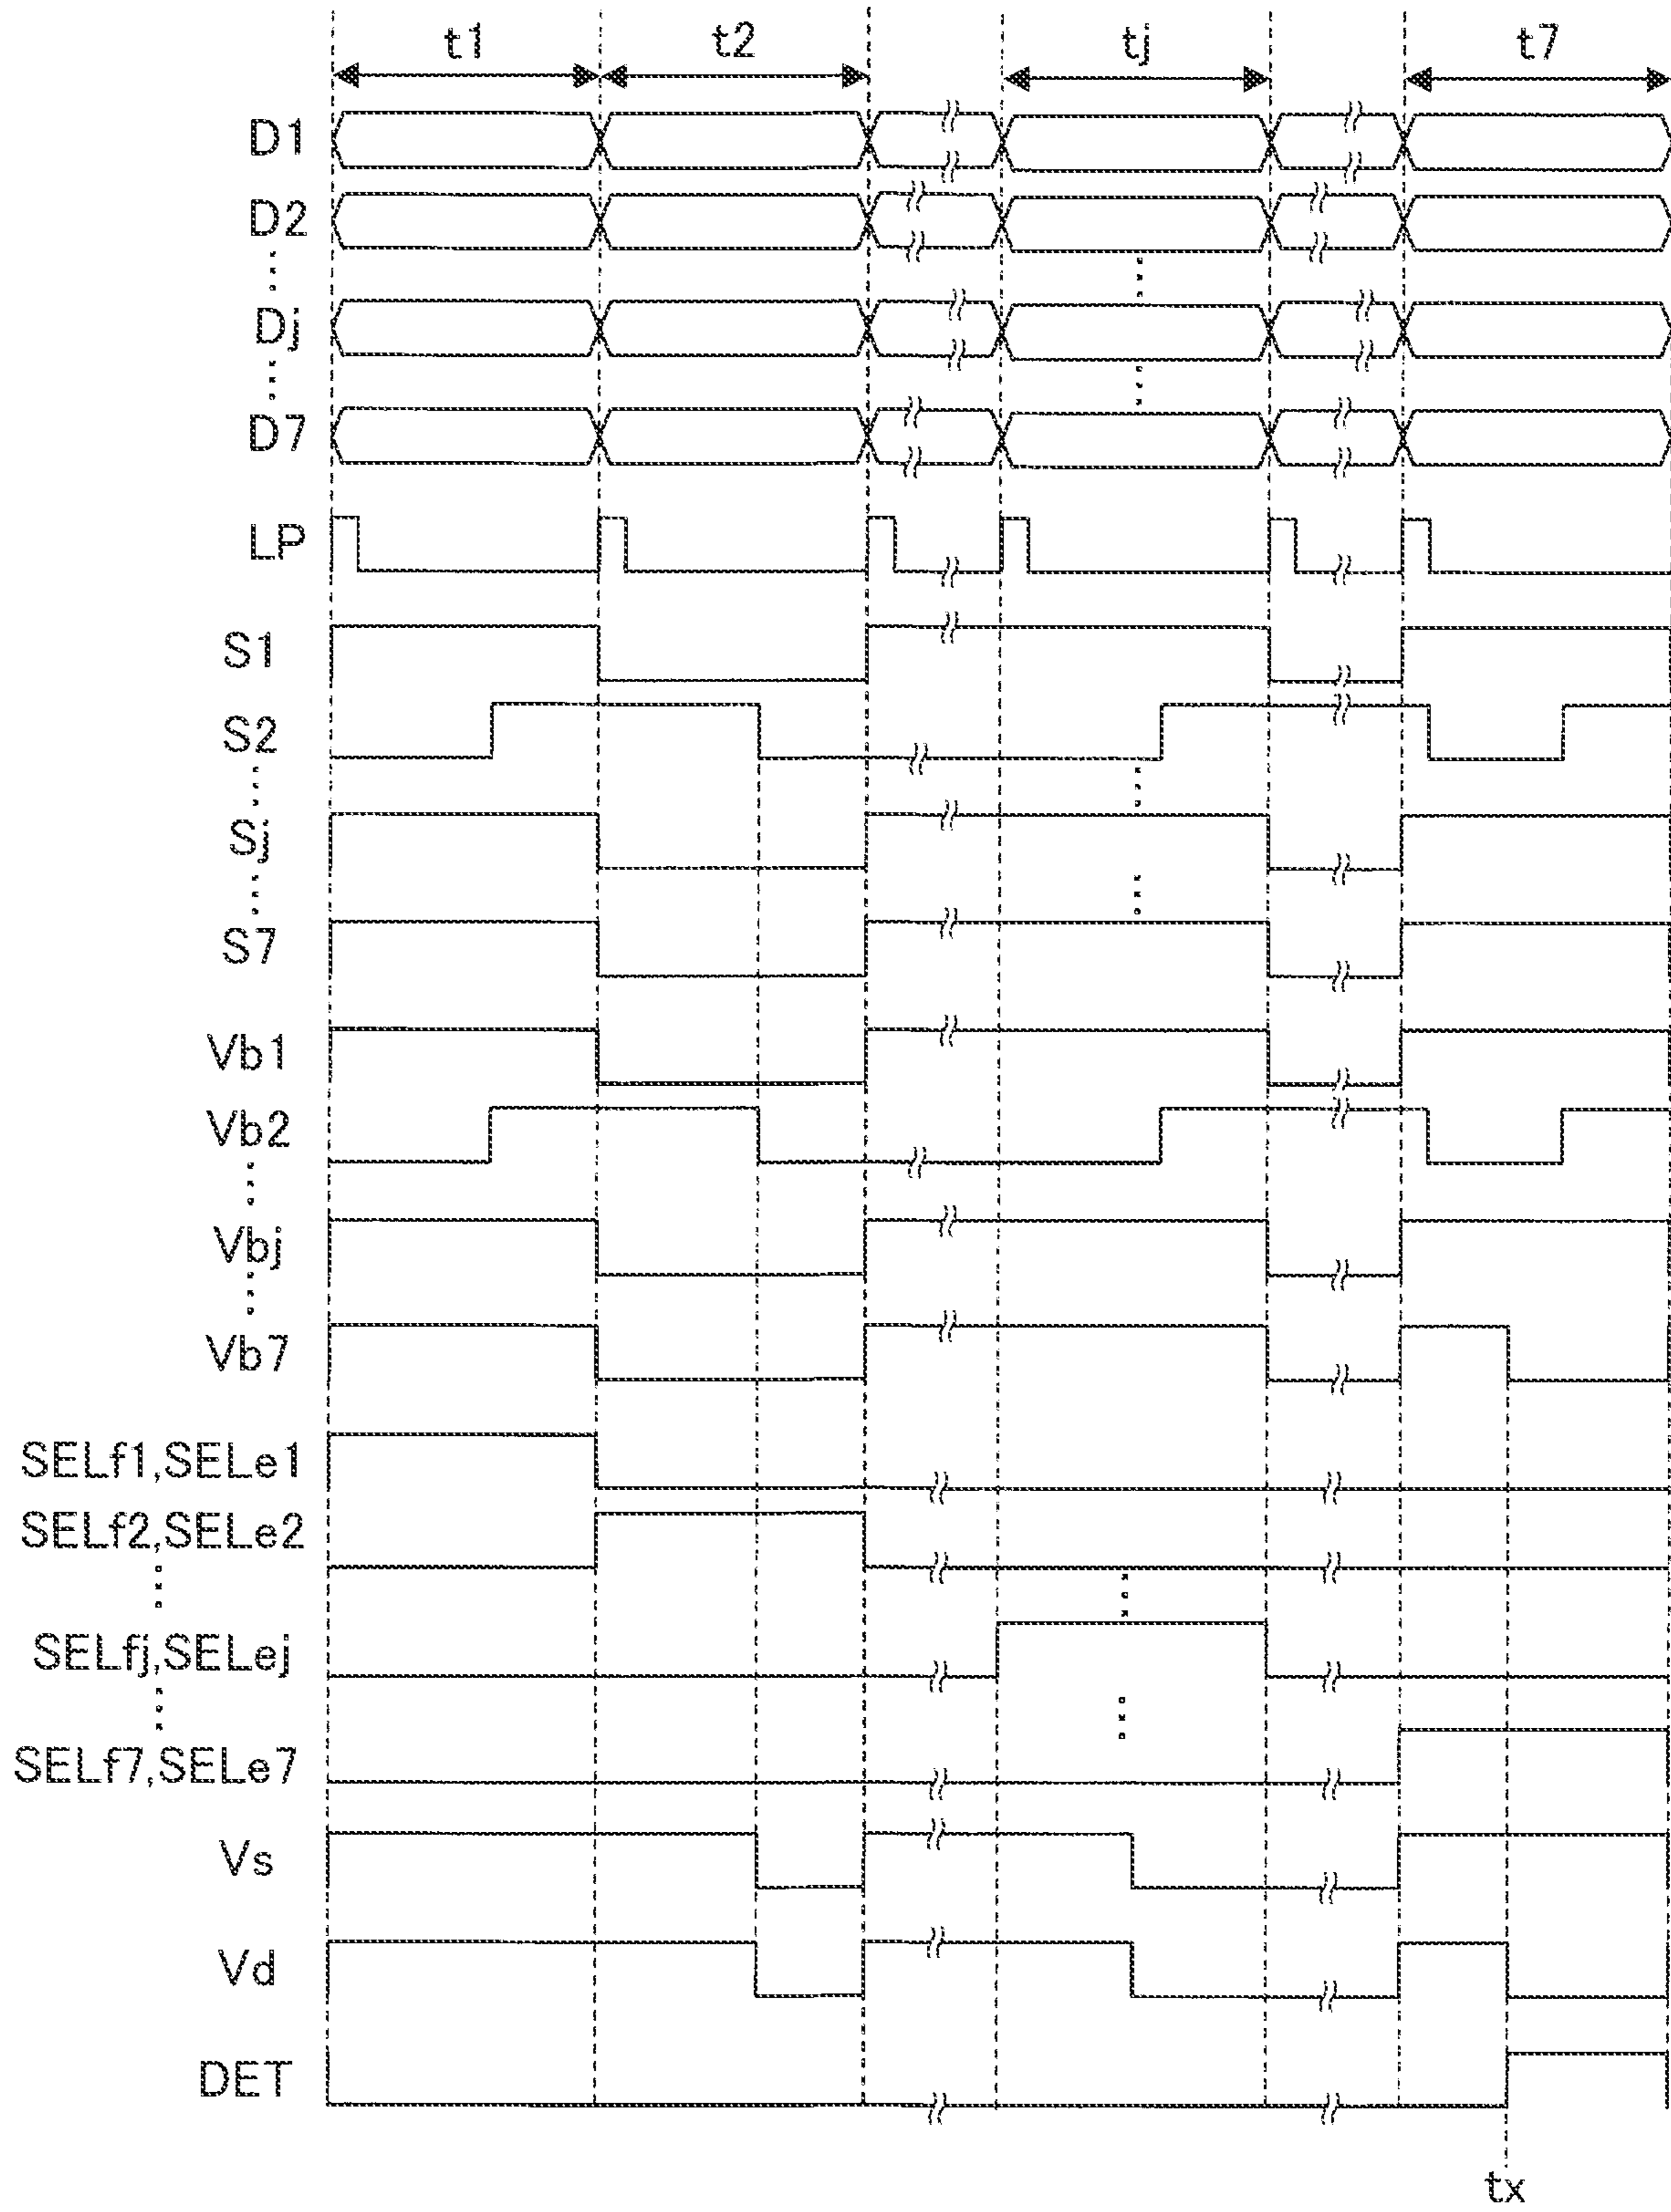 t1 t2 tj t7
D1
D2
Dj
D7
LP
S1
S2
Sj
S7
Vb1
Vb2
Vbj
Vb7
SELf1,SELe1
SELf2,SELe2
SELfj,SELej
SELf7,SELe7
Vs
Vd
DET
tx